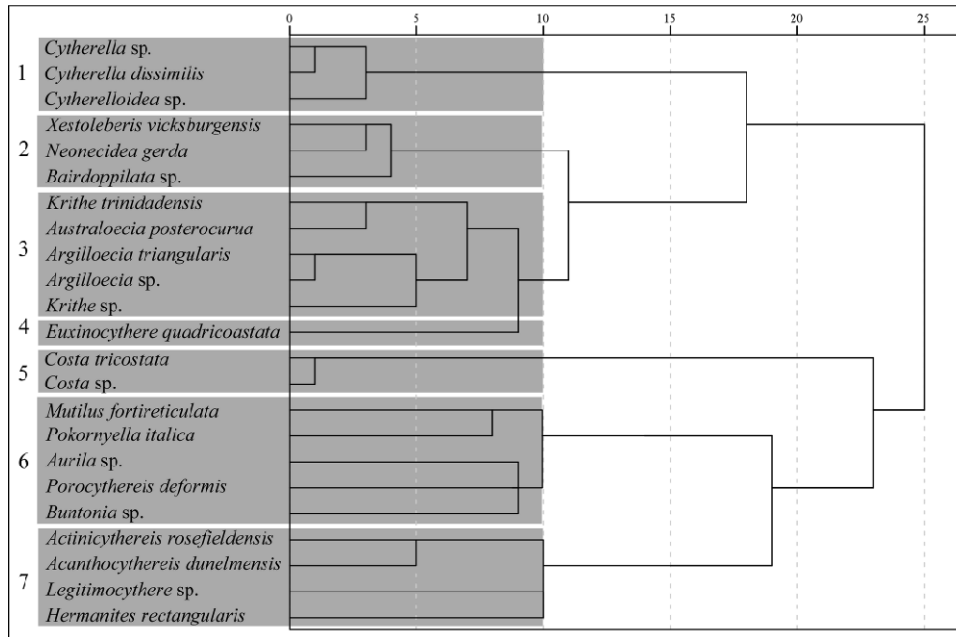 0 5 10 15 20 25
1
Cytherella sp.
Cytherella dissimilis
Cytherelloidea sp.
2
Xestoleberis vicksburgensis
Neonecidea gerda
Bairdoppilata sp.
3
Krithe trinidadensis
Australoecia posterocurua
Argilloecia triangularis
Argilloecia sp.
Krithe sp.
4 Euxinocythere quadricoastata
5
Costa tricostata
Costa sp.
6
Mutilus fortireticulata
Pokornyella italica
Aurila sp.
Porocythereis deformis
Buntonia sp.
7
Actinicythereis rosefieldensis
Acanthocythereis dunelmensis
Legitimocythere sp.
Hermanites rectangularis